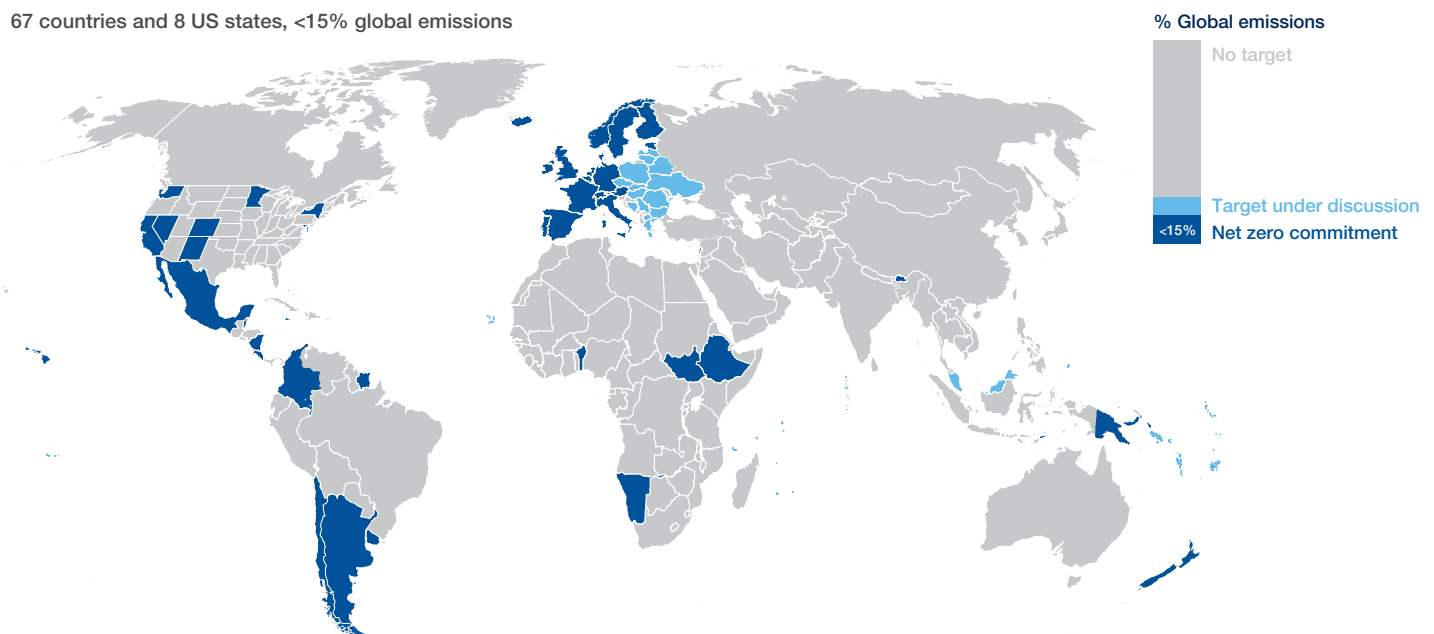 67 countries and 8 US states, <15% global emissions
% Global emissions
No target
Target under discussion
<15% Net zero commitment